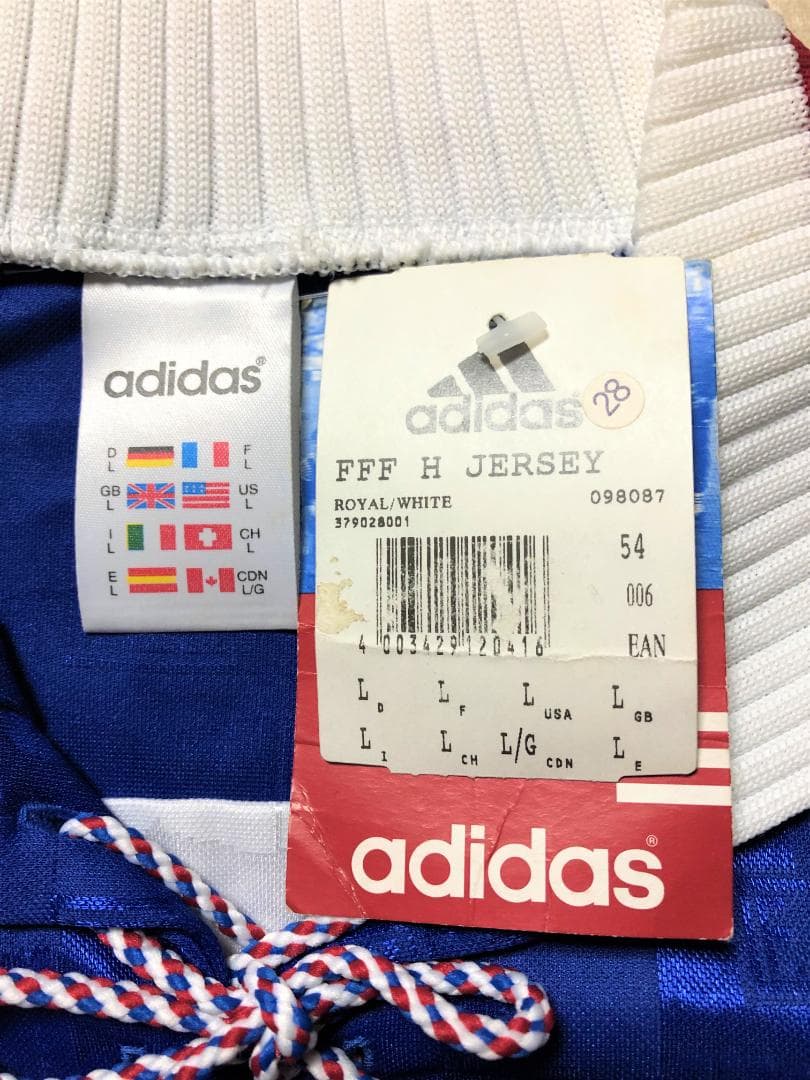 adidas®
D L F L
GB L US L
I L CH L
E L CDN L/G
adidas
28
FFF H JERSEY
ROYAL/WHITE 098087
379028001
54
006
4 003429 120416 EAN
L D L F L USA L GB
L I L CH L/G CDN L E
adidas®